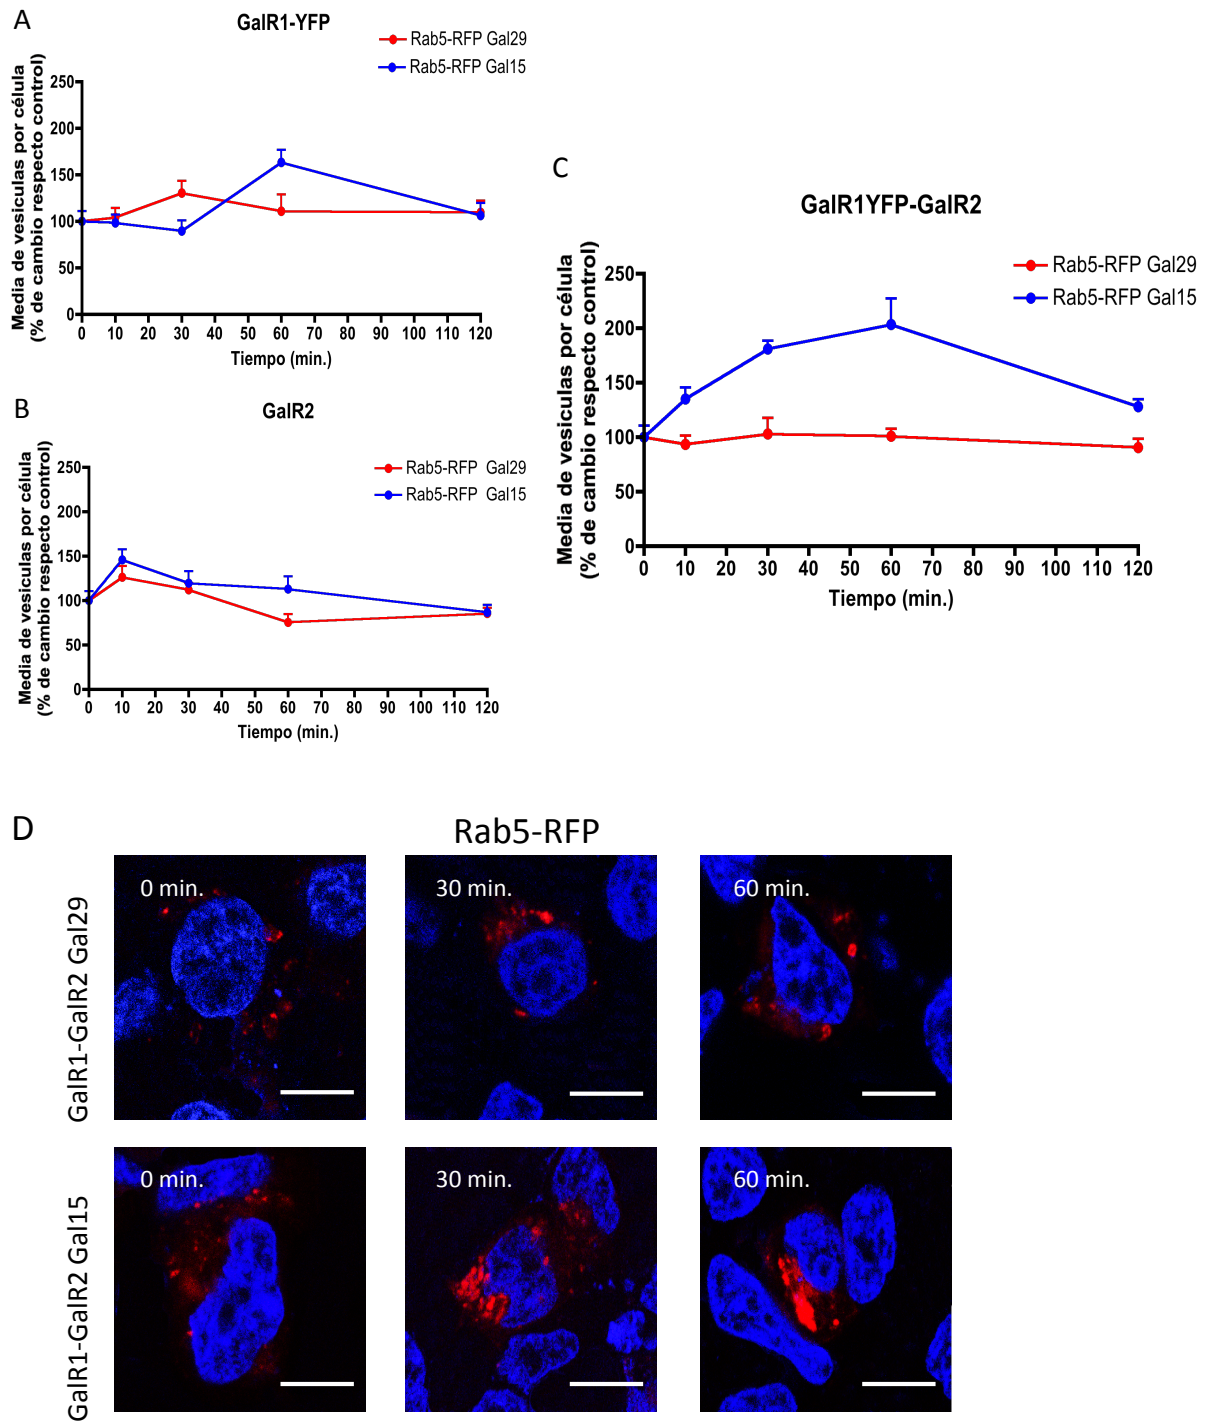 A
GalR1-YFP
Rab5-RFP Gal29
Rab5-RFP Gal15
Media de vesiculas por célula
(% de cambio respecto control)
250
200
150
100
50
0
0 10 20 30 40 50 60 70 80 90 100 110 120
Tiempo (min.)
B
GalR2
Rab5-RFP Gal29
Rab5-RFP Gal15
Media de vesiculas por célula
(% de cambio respecto control)
250
200
150
100
50
0
0 10 20 30 40 50 60 70 80 90 100 110 120
Tiempo (min.)
C
GalR1YFP-GalR2
Rab5-RFP Gal29
Rab5-RFP Gal15
Media de vesiculas por célula
(% de cambio respecto control)
250
200
150
100
50
0
0 10 20 30 40 50 60 70 80 90 100 110 120
Tiempo (min.)
D
Rab5-RFP
GalR1-GalR2 Gal29
0 min.
30 min.
60 min.
GalR1-GalR2 Gal15
0 min.
30 min.
60 min.